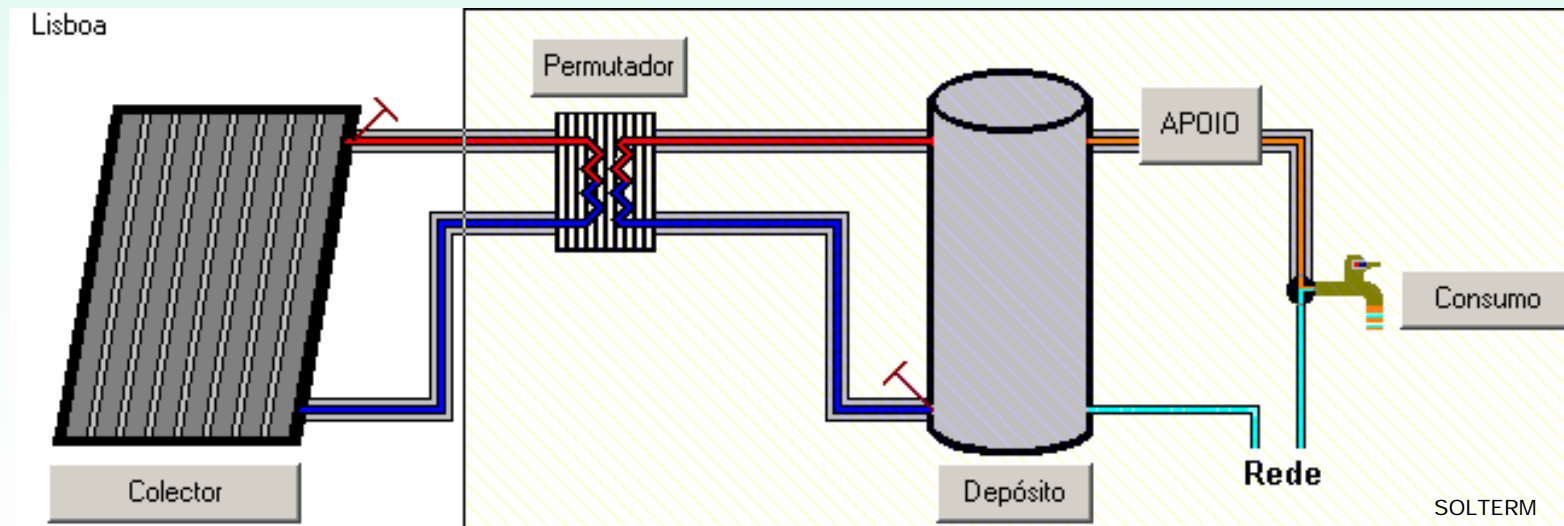 Lisboa
Permutador
APOIO
Consumo
Colector
Depósito
Rede
SOLTERM